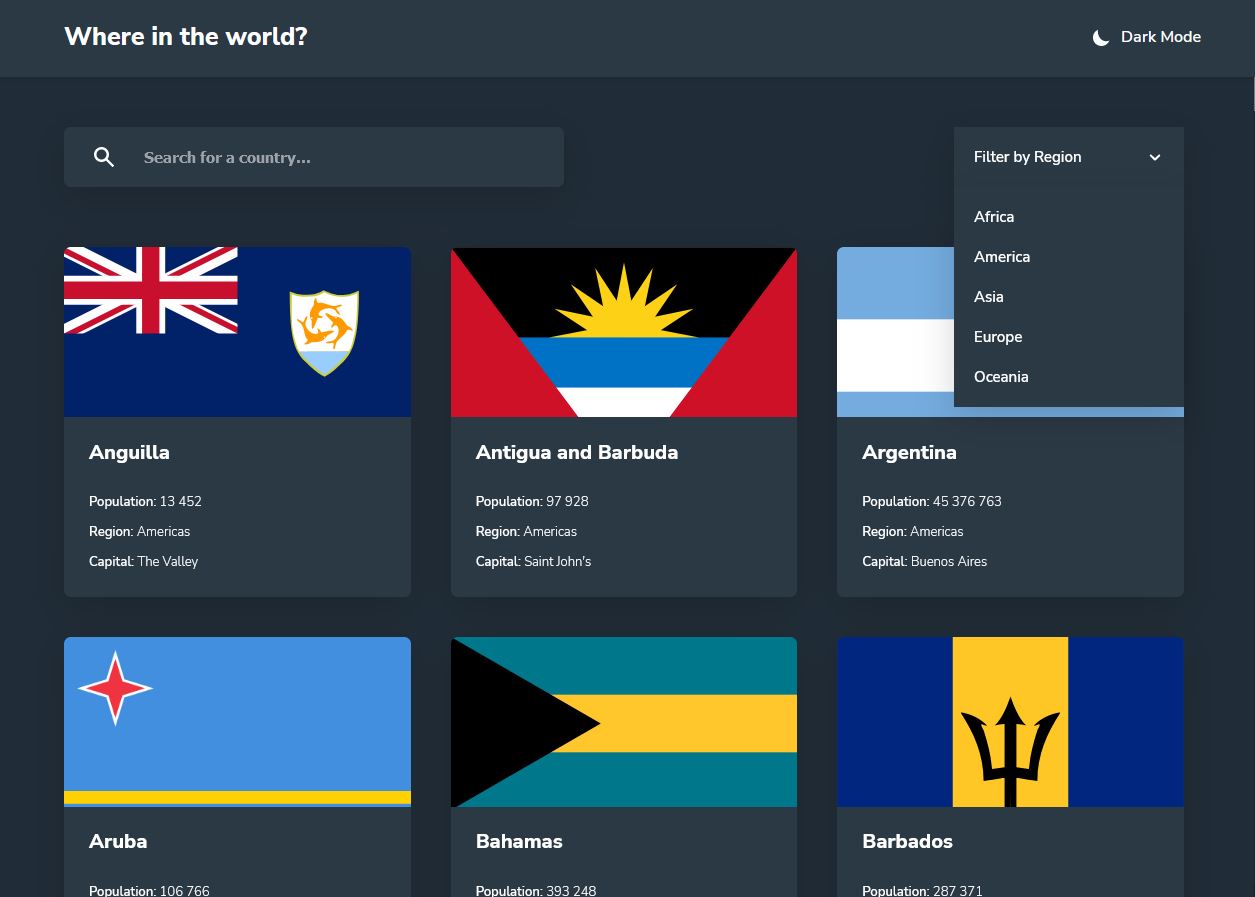 Where in the world?
Dark Mode
Search for a country...
Filter by Region
Africa
America
Asia
Europe
Oceania
Anguilla
Population: 13 452
Region: Americas
Capital: The Valley
Antigua and Barbuda
Population: 97 928
Region: Americas
Capital: Saint John's
Argentina
Population: 45 376 763
Region: Americas
Capital: Buenos Aires
Aruba
Population: 106 766
Bahamas
Population: 393 248
Barbados
Population: 287 371